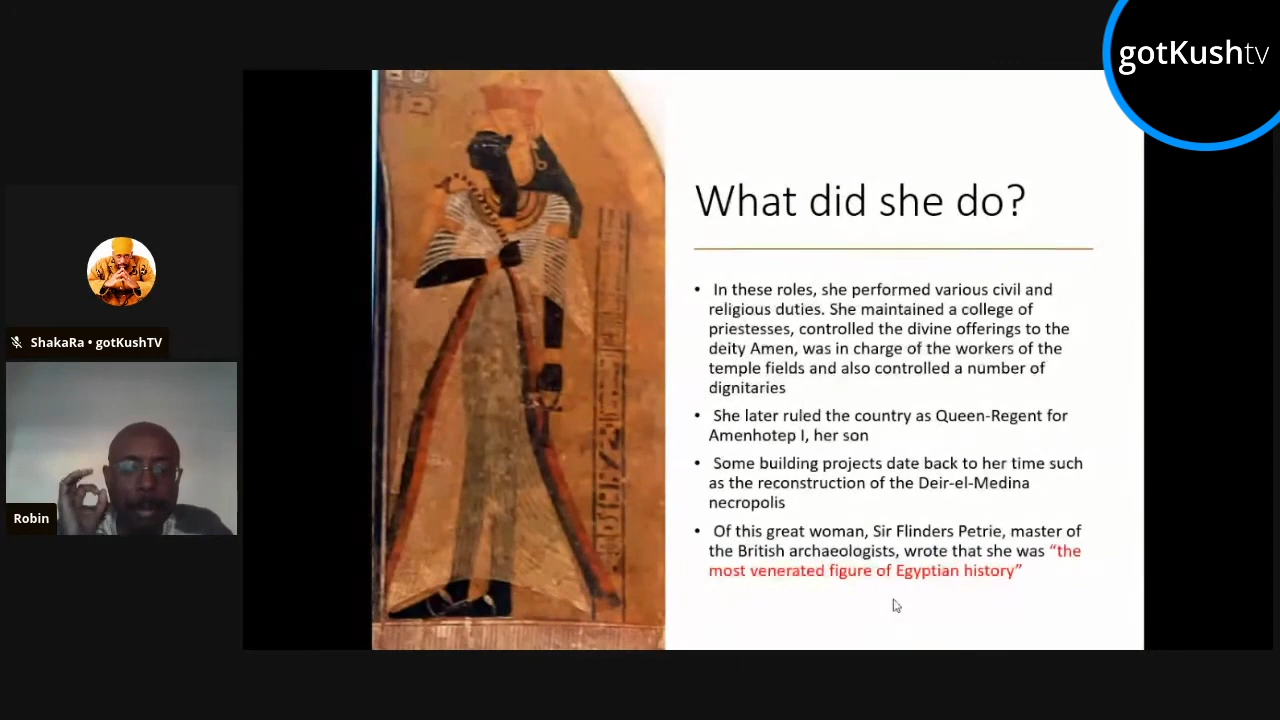 gotKushtv
What did she do?
• In these roles, she performed various civil and
religious duties. She maintained a college of
priestesses, controlled the divine offerings to the
deity Amen, was in charge of the workers of the
temple fields and also controlled a number of
dignitaries
• She later ruled the country as Queen-Regent for
Amenhotep I, her son
• Some building projects date back to her time such
as the reconstruction of the Deir-el-Medina
necropolis
• Of this great woman, Sir Flinders Petrie, master of
the British archaeologists, wrote that she was “the
most venerated figure of Egyptian history”
ShakaRa • gotKushTV
Robin